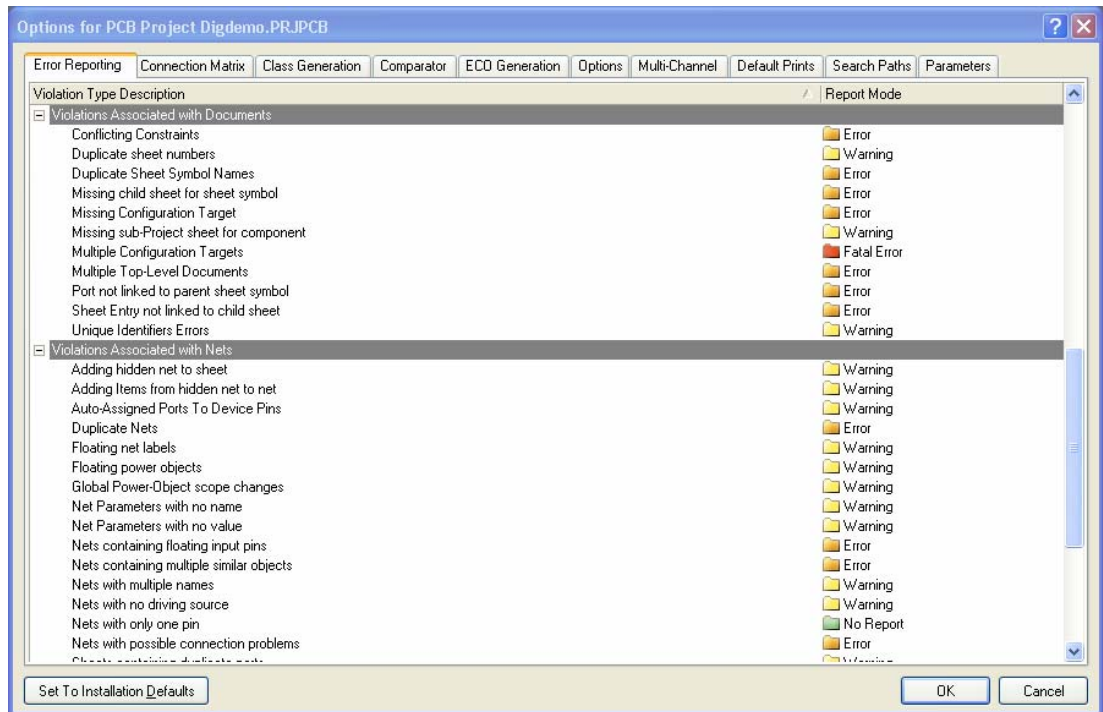 Options for PCB Project Digdemo.PRJPCB
Error Reporting Connection Matrix Class Generation Comparator ECO Generation Options Multi-Channel Default Prints Search Paths Parameters
Violation Type Description Report Mode
Violations Associated with Documents
Conflicting Constraints Error
Duplicate sheet numbers Warning
Duplicate Sheet Symbol Names Error
Missing child sheet for sheet symbol Error
Missing Configuration Target Error
Missing sub-Project sheet for component Warning
Multiple Configuration Targets Fatal Error
Multiple Top-Level Documents Error
Port not linked to parent sheet symbol Error
Sheet Entry not linked to child sheet Error
Unique Identifiers Errors Warning
Violations Associated with Nets
Adding hidden net to sheet Warning
Adding Items from hidden net to net Warning
Auto-Assigned Ports To Device Pins Warning
Duplicate Nets Error
Floating net labels Warning
Floating power objects Warning
Global Power-Object scope changes Warning
Net Parameters with no name Warning
Net Parameters with no value Warning
Nets containing floating input pins Error
Nets containing multiple similar objects Error
Nets with multiple names Warning
Nets with no driving source Warning
Nets with only one pin No Report
Nets with possible connection problems Error
Set To Installation Defaults OK Cancel